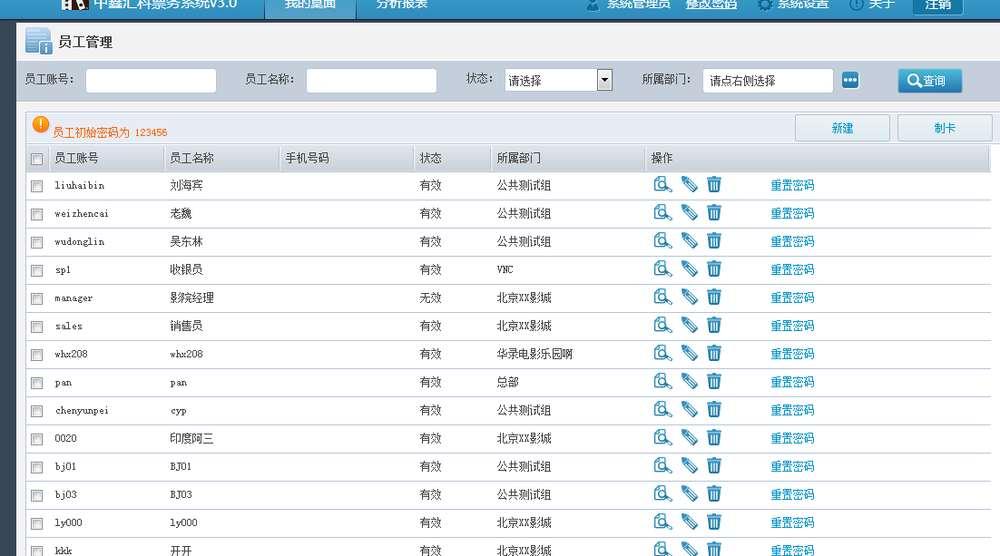 中鑫汇科票务系统V3.0 我的桌面 分析报表 系统管理员 修改密码 系统设置 关于 注销
员工管理
员工账号： 员工名称： 状态： 请选择 所属部门： 请点右侧选择 查询
员工初始密码为 123456 新建 制卡
员工账号 员工名称 手机号码 状态 所属部门 操作
liuhaibin 刘海宾 有效 公共测试组 重置密码
weizhencai 老魏 有效 公共测试组 重置密码
wudonglin 吴东林 有效 公共测试组 重置密码
sp1 收银员 有效 VNC 重置密码
manager 影院经理 无效 北京XX影城 重置密码
sales 销售员 有效 北京XX影城 重置密码
whx208 whx208 有效 华录电影乐园啊 重置密码
pan pan 有效 总部 重置密码
chenyunpei cyp 有效 公共测试组 重置密码
0020 印度阿三 有效 北京XX影城 重置密码
bj01 BJ01 有效 公共测试组 重置密码
bj03 BJ03 有效 公共测试组 重置密码
ly000 ly000 有效 北京XX影城 重置密码
kkk 开开 有效 北京XX影城 重置密码